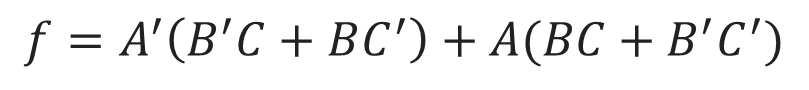 f = A′(B′C + BC′) + A(BC + B′C′)